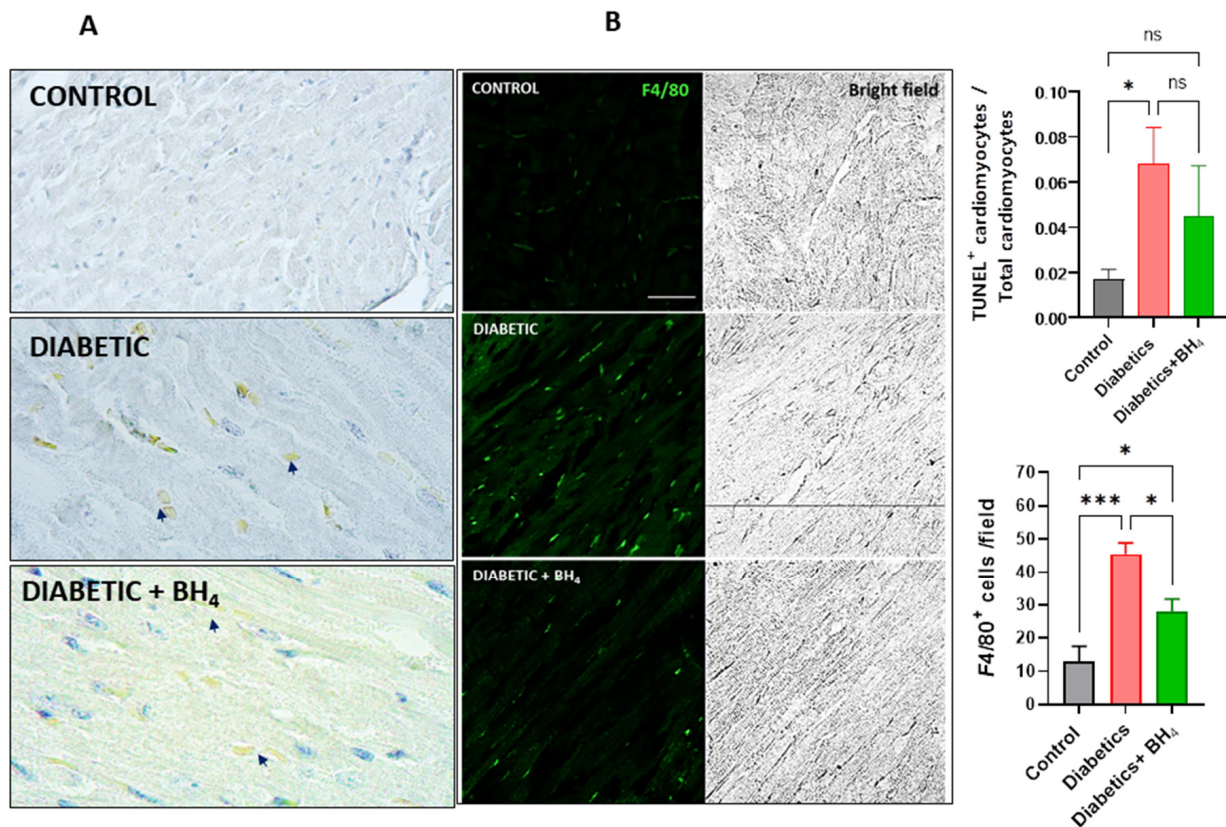 A
B
CONTROL
DIABETIC
DIABETIC + BH₄
CONTROL
F4/80
Bright field
DIABETIC
DIABETIC + BH₄
ns
*
ns
TUNEL⁺ cardiomyocytes /
Total cardiomyocytes
0.10
0.08
0.06
0.04
0.02
0.00
Control
Diabetics
Diabetics+BH₄
*
***
*
F4/80⁺ cells /field
70
60
50
40
30
20
10
0
Control
Diabetics
Diabetics+ BH₄